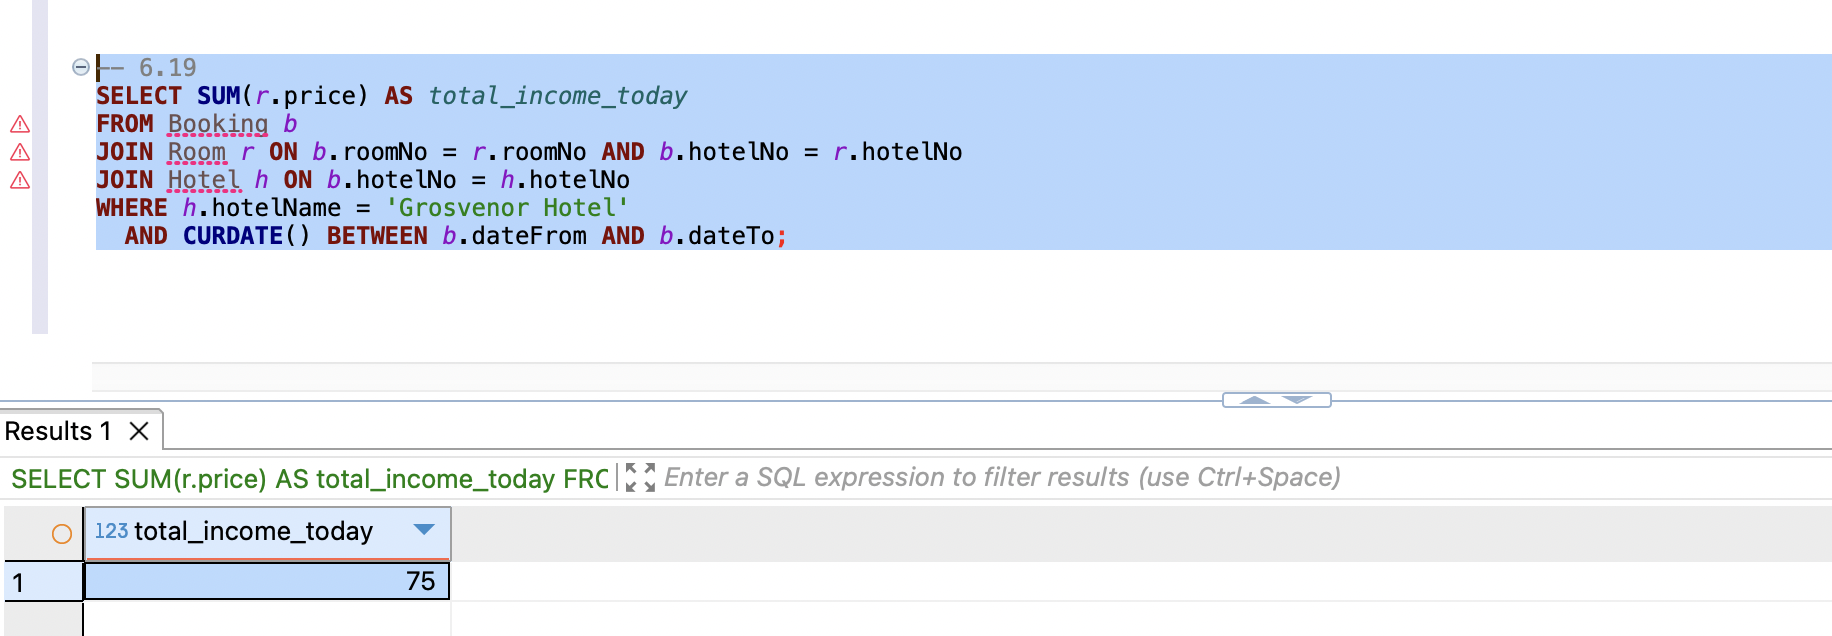 -- 6.19
SELECT SUM(r.price) AS total_income_today
FROM Booking b
JOIN Room r ON b.roomNo = r.roomNo AND b.hotelNo = r.hotelNo
JOIN Hotel h ON b.hotelNo = h.hotelNo
WHERE h.hotelName = 'Grosvenor Hotel'
  AND CURDATE() BETWEEN b.dateFrom AND b.dateTo;
Results 1
SELECT SUM(r.price) AS total_income_today FRO Enter a SQL expression to filter results (use Ctrl+Space)
123 total_income_today
1 75